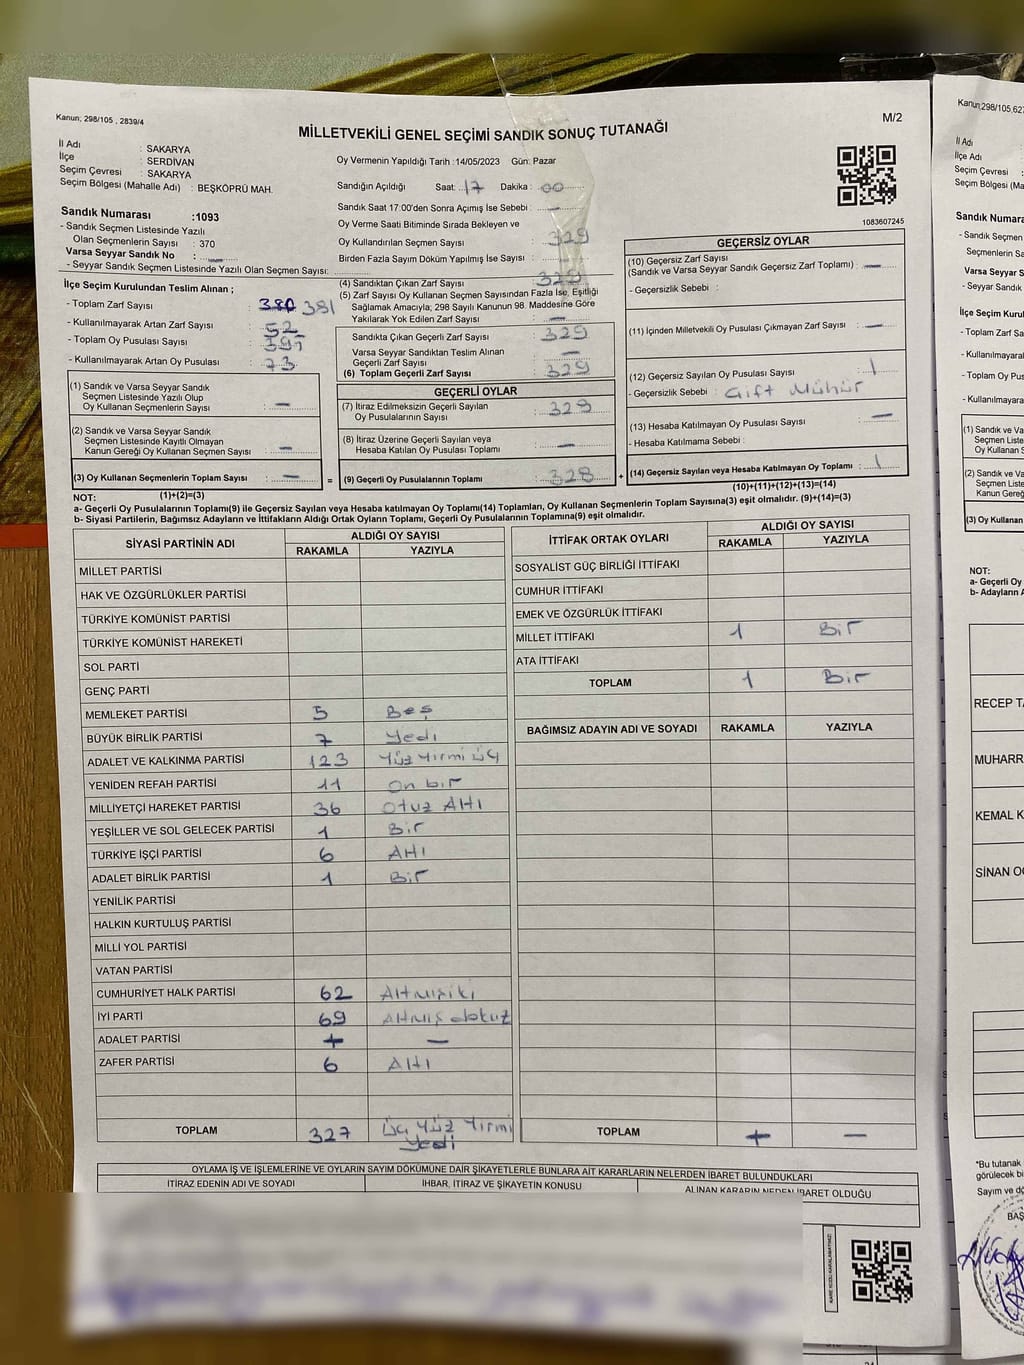 Kanun; 298/105 , 2839/4
M/2
MİLLETVEKİLİ GENEL SEÇİMİ SANDIK SONUÇ TUTANAĞI
İl Adı : SAKARYA
İlçe : SERDİVAN
Seçim Çevresi : SAKARYA
Seçim Bölgesi (Mahalle Adı) : BEŞKÖPRÜ MAH.
Sandık Numarası :1093
- Sandık Seçmen Listesinde Yazılı
Olan Seçmenlerin Sayısı : 370
Varsa Seyyar Sandık No : —
- Seyyar Sandık Seçmen Listesinde Yazılı Olan Seçmen Sayısı:
İlçe Seçim Kurulundan Teslim Alınan ;
- Toplam Zarf Sayısı : 380 381
- Kullanılmayarak Artan Zarf Sayısı : 52
- Toplam Oy Pusulası Sayısı :
- Kullanılmayarak Artan Oy Pusulası : 73
(1) Sandık ve Varsa Seyyar Sandık
Seçmen Listesinde Yazılı Olup
Oy Kullanan Seçmenlerin Sayısı : —
(2) Sandık ve Varsa Seyyar Sandık
Seçmen Listesinde Kayıtlı Olmayan
Kanun Gereği Oy Kullanan Seçmen Sayısı : —
(3) Oy Kullanan Seçmenlerin Toplam Sayısı : —
(1)+(2)=(3)
Oy Vermenin Yapıldığı Tarih :14/05/2023 Gün: Pazar
Sandığın Açıldığı Saat: 17 Dakika : 00
Sandık Saat 17:00'den Sonra Açımış İse Sebebi : —
Oy Verme Saati Bitiminde Sırada Bekleyen ve
Oy Kullandırılan Seçmen Sayısı : 329
Birden Fazla Sayım Döküm Yapılmış İse Sayısı :
(4) Sandıktan Çıkan Zarf Sayısı : 329
(5) Zarf Sayısı Oy Kullanan Seçmen Sayısından Fazla İse, Eşitliği
Sağlamak Amacıyla; 298 Sayılı Kanunun 98. Maddesine Göre
Yakılarak Yok Edilen Zarf Sayısı : —
Sandıkta Çıkan Geçerli Zarf Sayısı : 329
Varsa Seyyar Sandıktan Teslim Alınan
Geçerli Zarf Sayısı : —
(6) Toplam Geçerli Zarf Sayısı : 329
GEÇERLİ OYLAR
(7) İtiraz Edilmeksizin Geçerli Sayılan
Oy Pusulalarının Sayısı : 329
(8) İtiraz Üzerine Geçerli Sayılan veya
Hesaba Katılan Oy Pusulası Toplamı : —
= (9) Geçerli Oy Pusulalarının Toplamı : 328 +
1083607245
GEÇERSİZ OYLAR
(10) Geçersiz Zarf Sayısı
(Sandık ve Varsa Seyyar Sandık Geçersiz Zarf Toplamı) : —
- Geçersizlik Sebebi :
(11) İçinden Milletvekili Oy Pusulası Çıkmayan Zarf Sayısı : —
(12) Geçersiz Sayılan Oy Pusulası Sayısı : 1
- Geçersizlik Sebebi : Çift Mühür
(13) Hesaba Katılmayan Oy Pusulası Sayısı : —
- Hesaba Katılmama Sebebi :
(14) Geçersiz Sayılan veya Hesaba Katılmayan Oy Toplamı : 1
(10)+(11)+(12)+(13)=(14)
NOT:
a- Geçerli Oy Pusulalarının Toplamı(9) ile Geçersiz Sayılan veya Hesaba Katılmayan Oy Toplamı(14) Toplamları, Oy Kullanan Seçmenlerin Toplam Sayısına(3) eşit olmalıdır. (9)+(14)=(3)
b- Siyasi Partilerin, Bağımsız Adayların ve İttifakların Aldığı Ortak Oyların Toplamı, Geçerli Oy Pusulalarının Toplamına(9) eşit olmalıdır.
SİYASİ PARTİNİN ADI
ALDIĞI OY SAYISI
RAKAMLA YAZIYLA
MİLLET PARTİSİ
HAK VE ÖZGÜRLÜKLER PARTİSİ
TÜRKİYE KOMÜNİST PARTİSİ
TÜRKİYE KOMÜNİST HAREKETİ
SOL PARTİ
GENÇ PARTİ
MEMLEKET PARTİSİ 5 Beş
BÜYÜK BİRLİK PARTİSİ 7 Yedi
ADALET VE KALKINMA PARTİSİ 123 Yüz Yirmi üç
YENİDEN REFAH PARTİSİ 11 On bir
MİLLİYETÇİ HAREKET PARTİSİ 36 Otuz Altı
YEŞİLLER VE SOL GELECEK PARTİSİ 1 Bir
TÜRKİYE İŞÇİ PARTİSİ 6 Altı
ADALET BİRLİK PARTİSİ 1 Bir
YENİLİK PARTİSİ
HALKIN KURTULUŞ PARTİSİ
MİLLİ YOL PARTİSİ
VATAN PARTİSİ
CUMHURİYET HALK PARTİSİ 62 Altmışiki
İYİ PARTİ 69 Altmış dokuz
ADALET PARTİSİ — —
ZAFER PARTİSİ 6 Altı
TOPLAM 327 Üç Yüz Yirmi
Yedi
İTTİFAK ORTAK OYLARI
ALDIĞI OY SAYISI
RAKAMLA YAZIYLA
SOSYALİST GÜÇ BİRLİĞİ İTTİFAKI
CUMHUR İTTİFAKI
EMEK VE ÖZGÜRLÜK İTTİFAKI
MİLLET İTTİFAKI 1 Bir
ATA İTTİFAKI
TOPLAM 1 Bir
BAĞIMSIZ ADAYIN ADI VE SOYADI RAKAMLA YAZIYLA
TOPLAM — —
OYLAMA İŞ VE İŞLEMLERİNE VE OYLARIN SAYIM DÖKÜMÜNE DAİR ŞİKAYETLERLE BUNLARA AİT KARARLARIN NELERDEN İBARET BULUNDUKLARI
İTİRAZ EDENİN ADI VE SOYADI
İHBAR, İTİRAZ VE ŞİKAYETİN KONUSU
ALINAN KARARIN NEDEN İBARET OLDUĞU
Kanun;298/105,62
İl Adı
İlçe Adı
Seçim Çevresi
Seçim Bölgesi (Ma
Sandık Numara
- Sandık Seçmen
Seçmenlerin Sa
Varsa Seyyar
- Seyyar Sandık
İlçe Seçim Kurul
- Toplam Zarf
- Kullanılmayara
- Toplam Oy Pus
- Kullanılmayara
(1) Sandık ve Va
Seçmen Liste
Oy Kullanan
(2) Sandık ve Va
Seçmen Liste
Kanun Gereğ
(3) Oy Kullanan
NOT:
a- Geçerli Oy
b- Adayların A
RECEP TA
MUHARR
KEMAL K
SİNAN O
*Bu tutanak
görülecek bi
Sayım ve dö
BAŞ